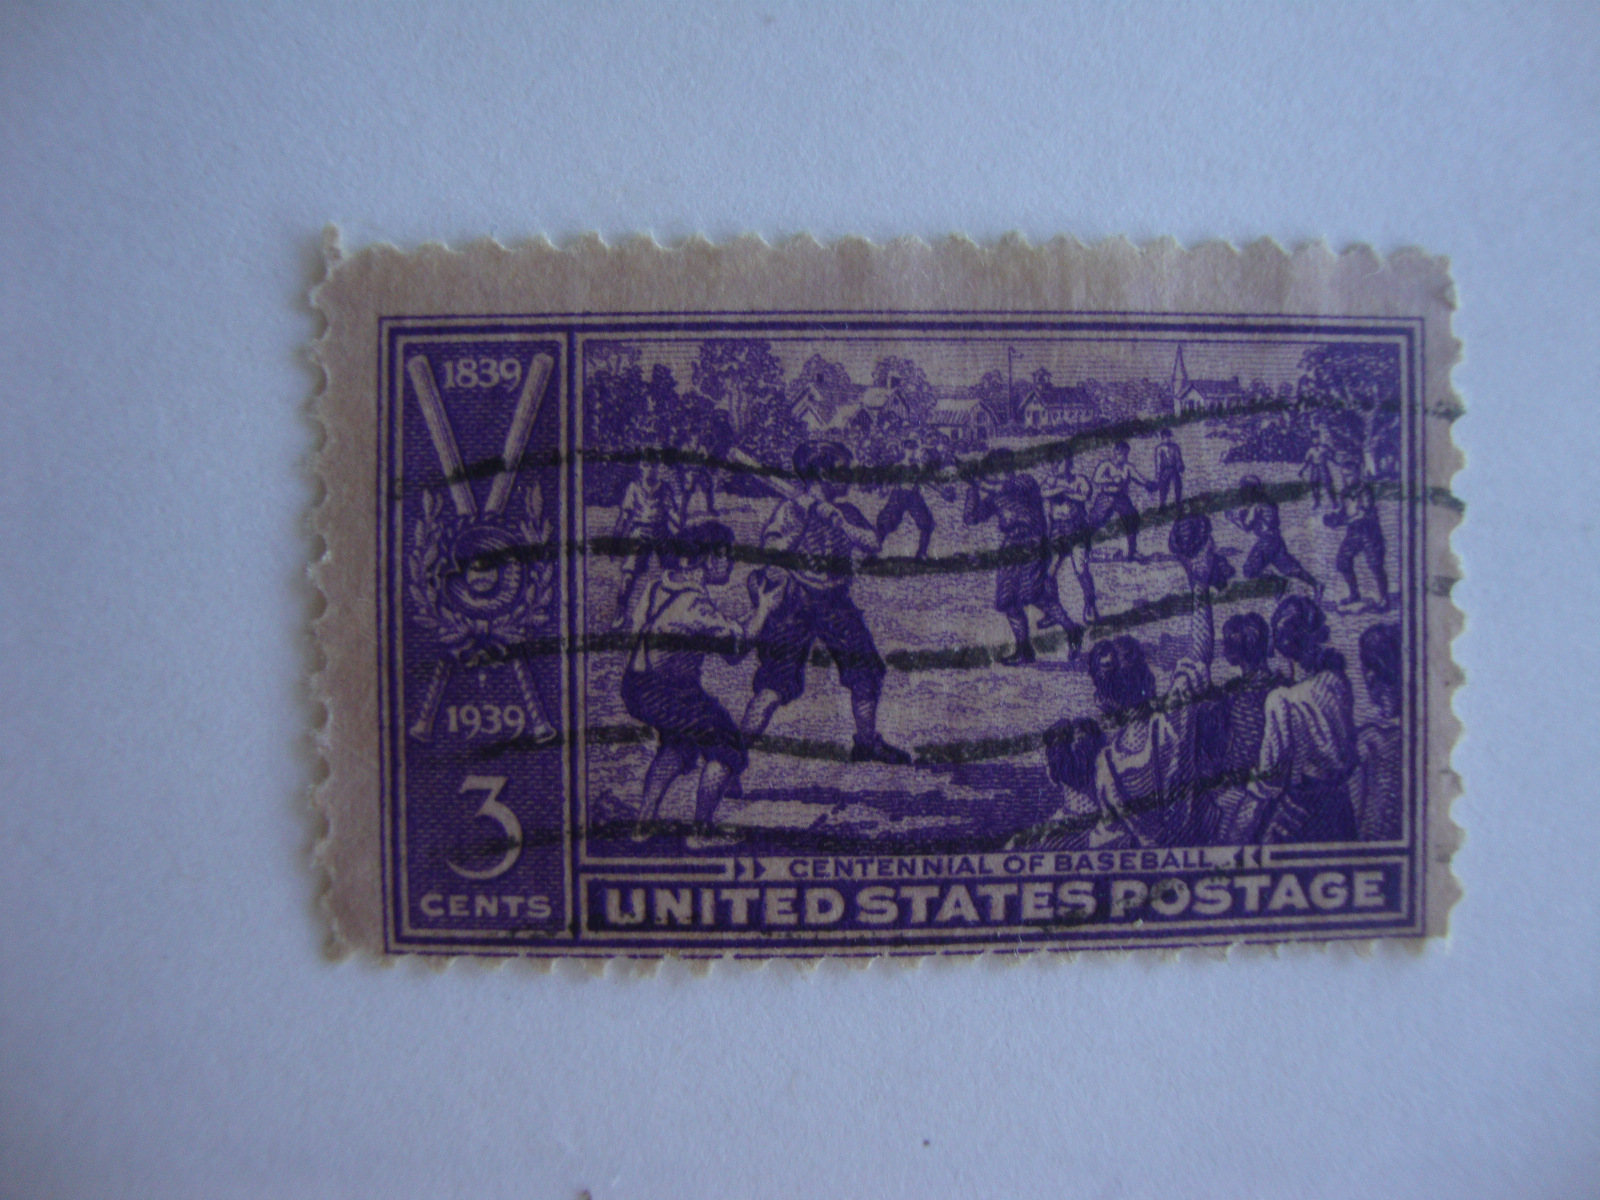 1839
1939
3
CENTS
CENTENNIAL OF BASEBALL
UNITED STATES POSTAGE